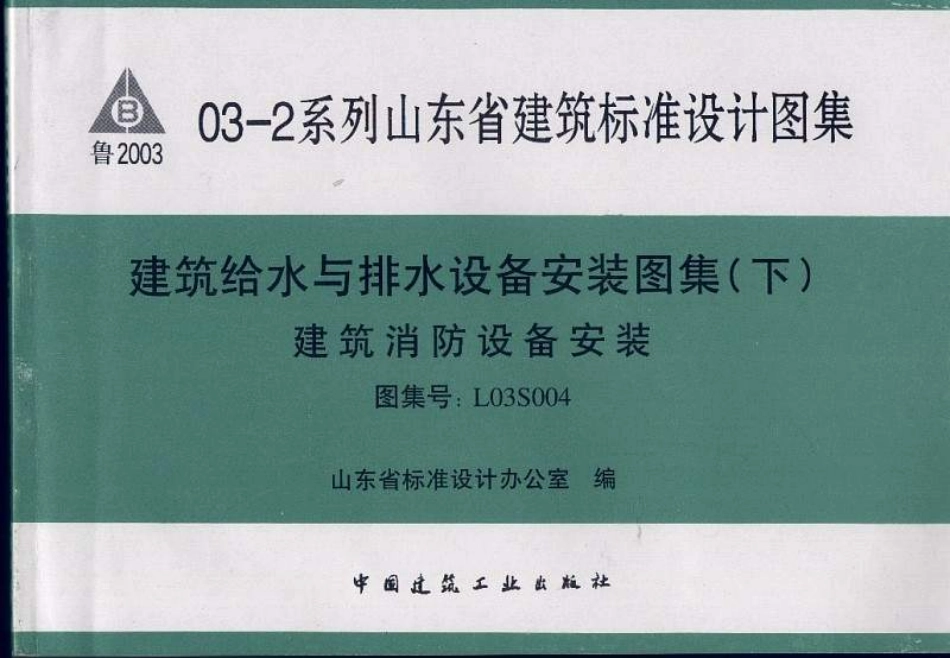 B
鲁2003
03-2系列山东省建筑标准设计图集
建筑给水与排水设备安装图集(下)
建筑消防设备安装
图集号: L03S004
山东省标准设计办公室 编
中国建筑工业出版社